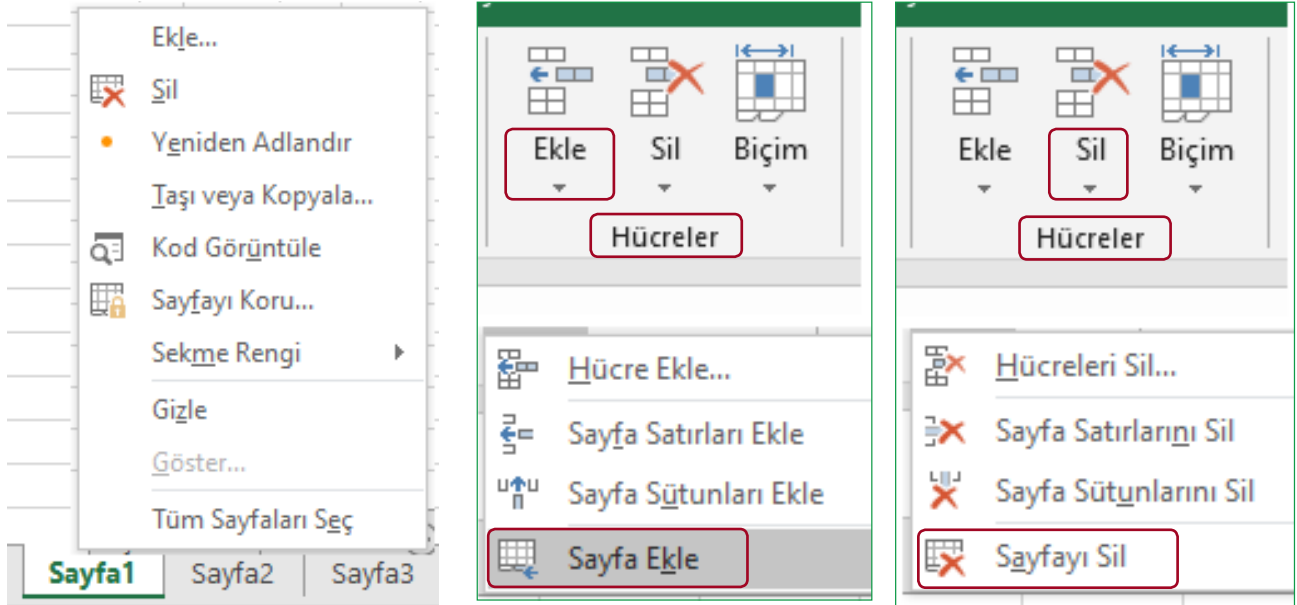 Ekle...
Sil
Yeniden Adlandır
Taşı veya Kopyala...
Kod Görüntüle
Sayfayı Koru...
Sekme Rengi
Gizle
Göster...
Tüm Sayfaları Seç
Sayfa1 Sayfa2 Sayfa3
Ekle Sil Biçim
Hücreler
Hücre Ekle...
Sayfa Satırları Ekle
Sayfa Sütunları Ekle
Sayfa Ekle
Ekle Sil Biçim
Hücreler
Hücreleri Sil...
Sayfa Satırlarını Sil
Sayfa Sütunlarını Sil
Sayfayı Sil